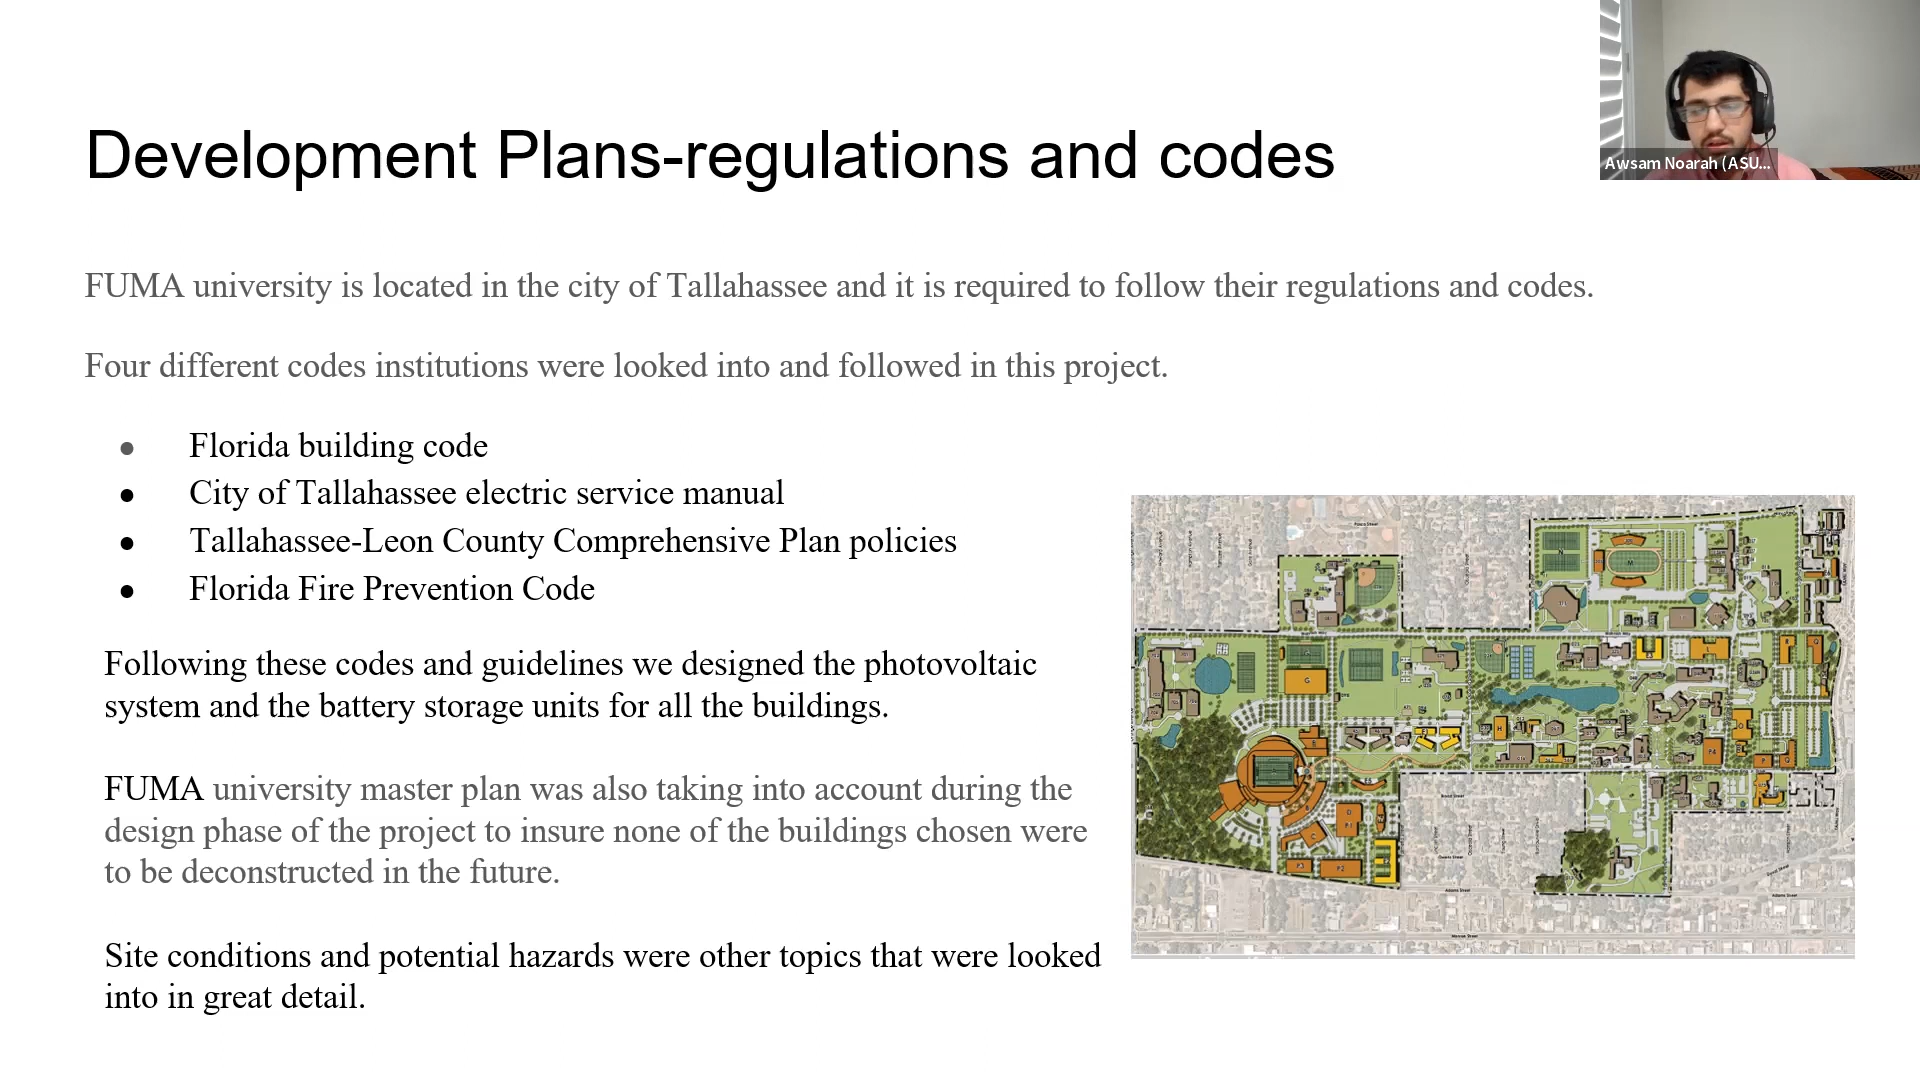 Awsam Noarah (ASU...
Development Plans-regulations and codes
FUMA university is located in the city of Tallahassee and it is required to follow their regulations and codes.
Four different codes institutions were looked into and followed in this project.
● Florida building code
● City of Tallahassee electric service manual
● Tallahassee-Leon County Comprehensive Plan policies
● Florida Fire Prevention Code
Following these codes and guidelines we designed the photovoltaic
system and the battery storage units for all the buildings.
FUMA university master plan was also taking into account during the
design phase of the project to insure none of the buildings chosen were
to be deconstructed in the future.
Site conditions and potential hazards were other topics that were looked
into in great detail.
N
M
G
H